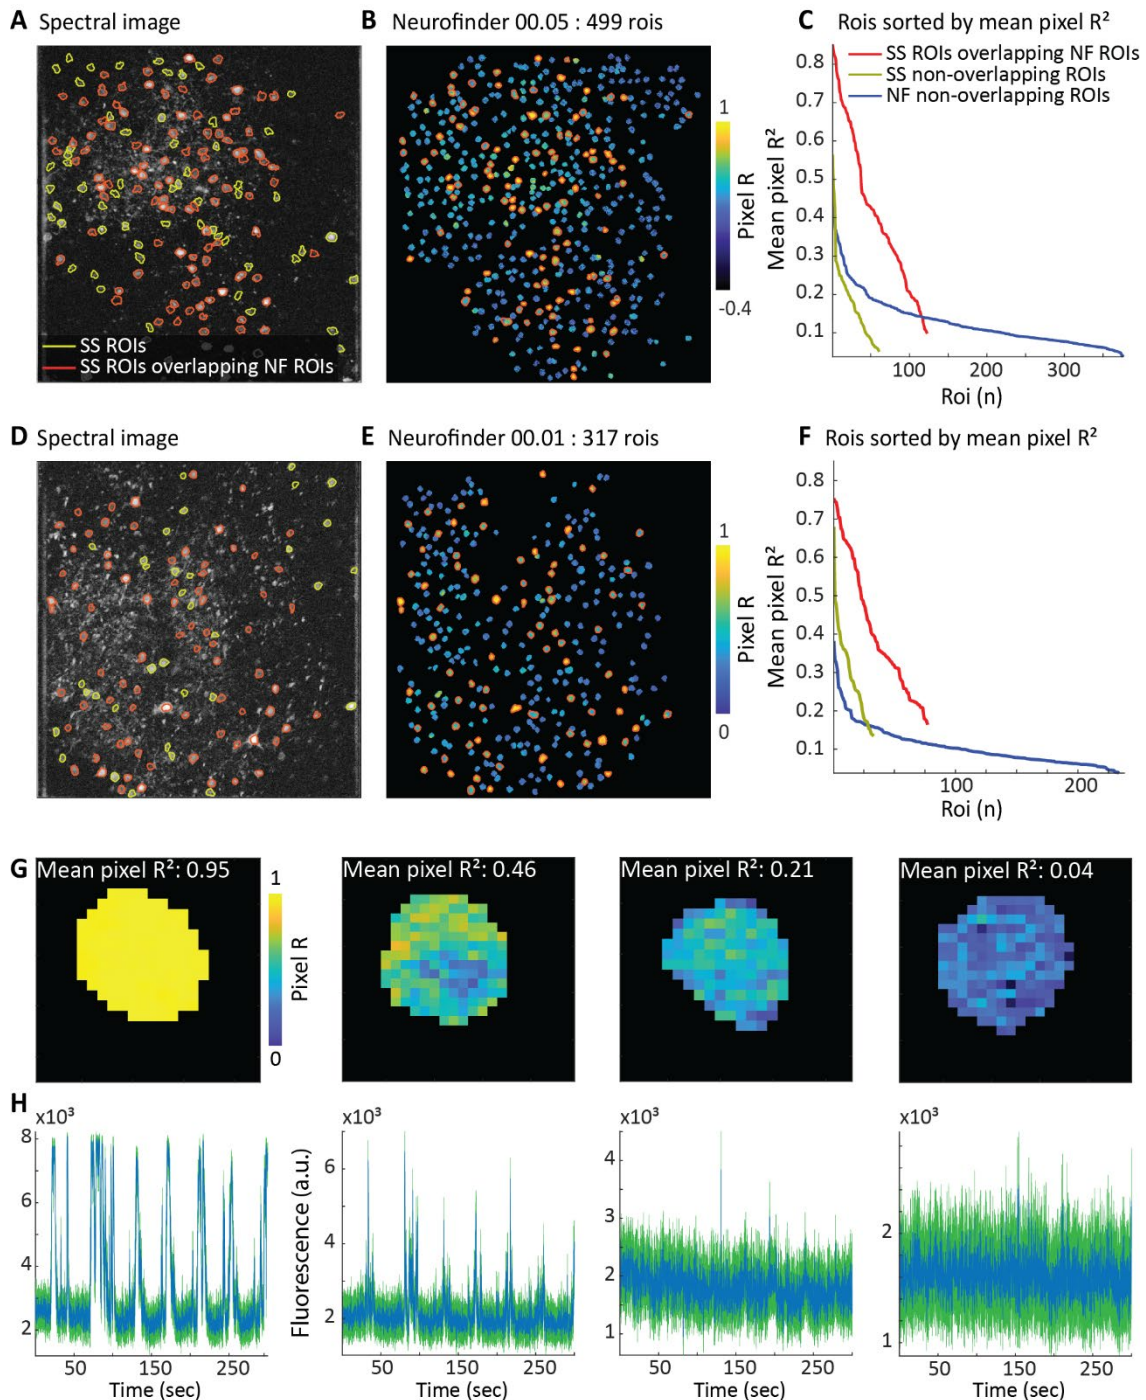 A Spectral image
B Neurofinder 00.05 : 499 rois
C Rois sorted by mean pixel R²
SS ROIs
SS ROIs overlapping NF ROIs
1
Pixel R
-0.4
SS ROIs overlapping NF ROIs
SS non-overlapping ROIs
NF non-overlapping ROIs
Mean pixel R²
0.8
0.7
0.6
0.5
0.4
0.3
0.2
0.1
100 200 300
Roi (n)
D Spectral image
E Neurofinder 00.01 : 317 rois
F Rois sorted by mean pixel R²
1
Pixel R
0
Mean pixel R²
0.8
0.7
0.6
0.5
0.4
0.3
0.2
0.1
100 200
Roi (n)
G
Mean pixel R²: 0.95
1
Pixel R
0
Mean pixel R²: 0.46
Mean pixel R²: 0.21
Mean pixel R²: 0.04
H
x10³
8
6
4
2
50 150 250
Time (sec)
Fluorescence (a.u.)
x10³
6
4
2
50 150 250
Time (sec)
x10³
4
3
2
1
50 150 250
Time (sec)
x10³
2
1
50 150 250
Time (sec)